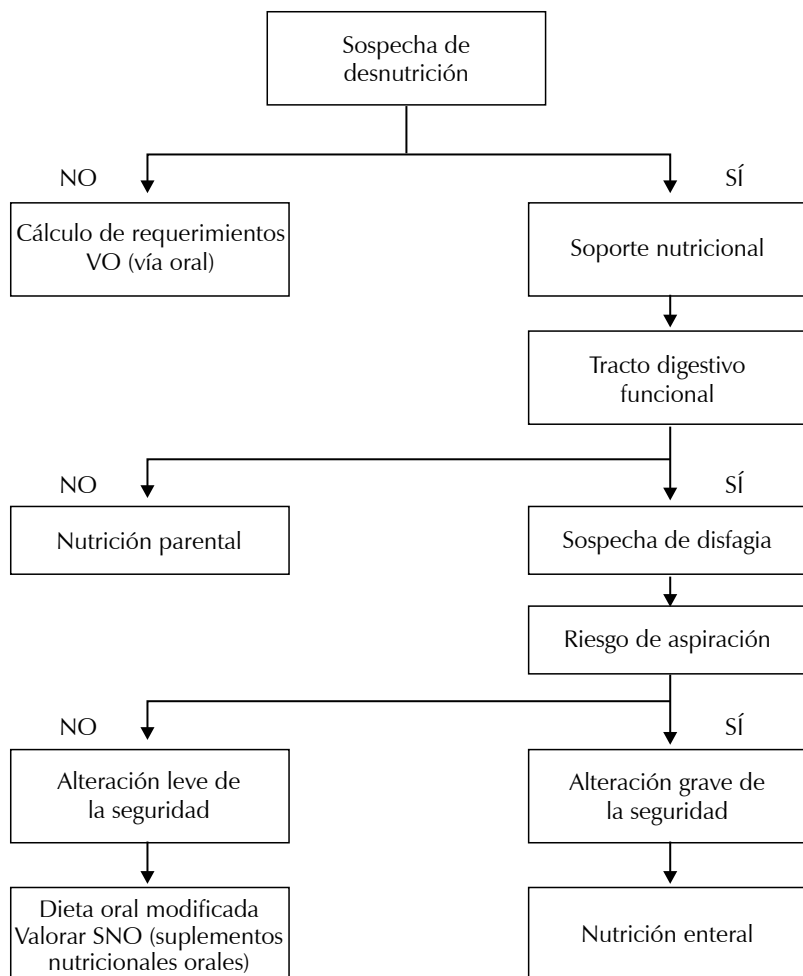 Sospecha de
desnutrición
NO
SÍ
Cálculo de requerimientos
VO (vía oral)
Soporte nutricional
Tracto digestivo
funcional
NO
SÍ
Nutrición parental
Sospecha de disfagia
Riesgo de aspiración
NO
SÍ
Alteración leve de
la seguridad
Alteración grave de
la seguridad
Dieta oral modificada
Valorar SNO (suplementos
nutricionales orales)
Nutrición enteral